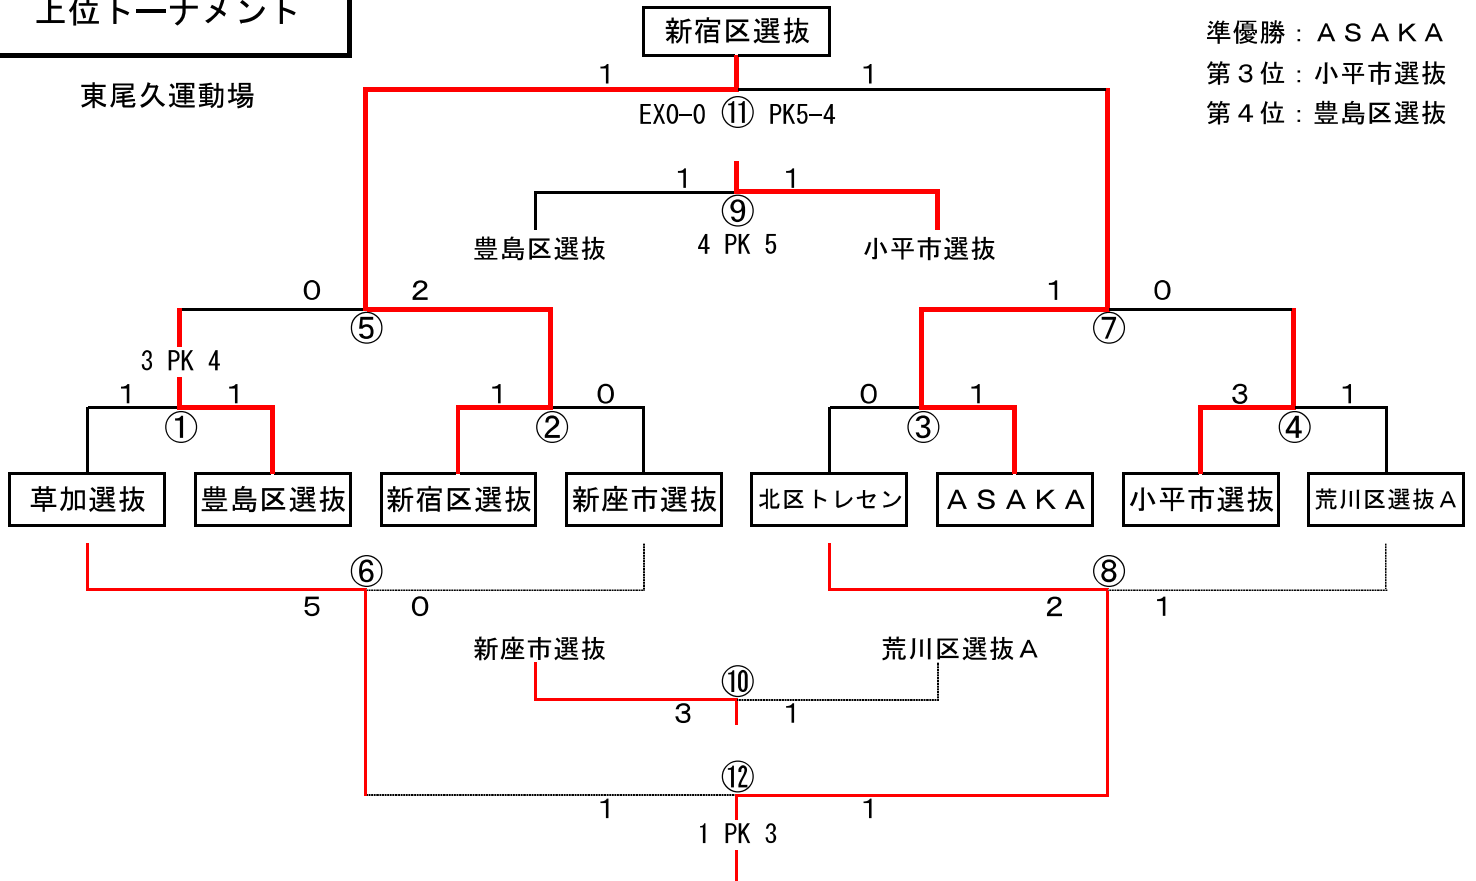 上位トーナメント
東尾久運動場
新宿区選抜
準優勝：ＡＳＡＫＡ
第３位：小平市選抜
第４位：豊島区選抜
1 1
EX0-0 ⑪ PK5-4
1 1
⑨
豊島区選抜 4 PK 5 小平市選抜
0 2 1 0
⑤ ⑦
3 PK 4
1 1 1 0 0 1 3 1
① ② ③ ④
草加選抜 豊島区選抜 新宿区選抜 新座市選抜 北区トレセン ＡＳＡＫＡ 小平市選抜 荒川区選抜Ａ
⑥ ⑧
5 0 2 1
新座市選抜 荒川区選抜Ａ
⑩
3 1
⑫
1 1
1 PK 3